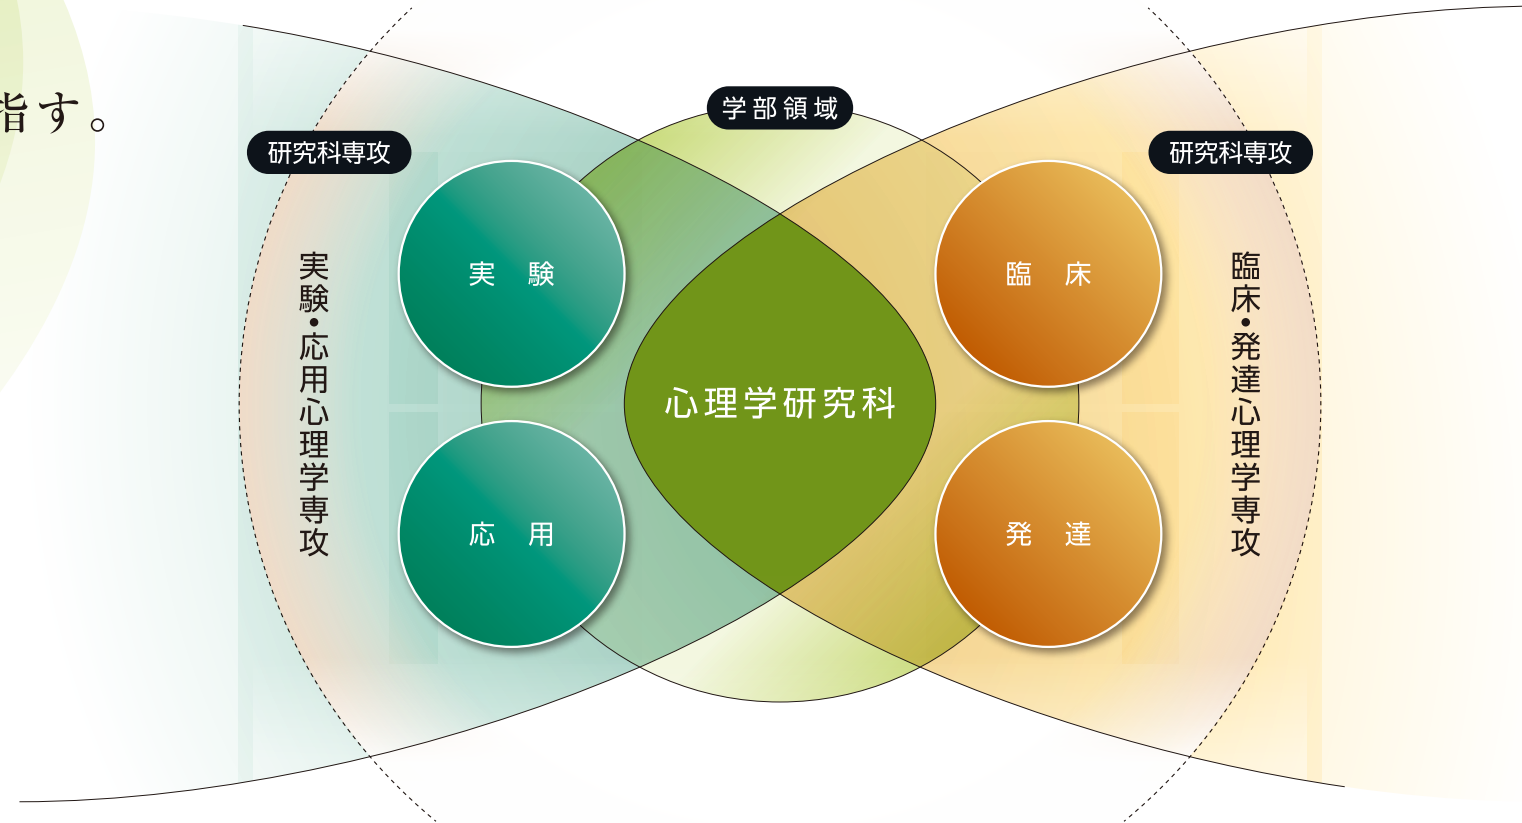 指す。
学部領域
研究科専攻
研究科専攻
実験・応用心理学専攻
実験
応用
心理学研究科
臨床
発達
臨床・発達心理学専攻